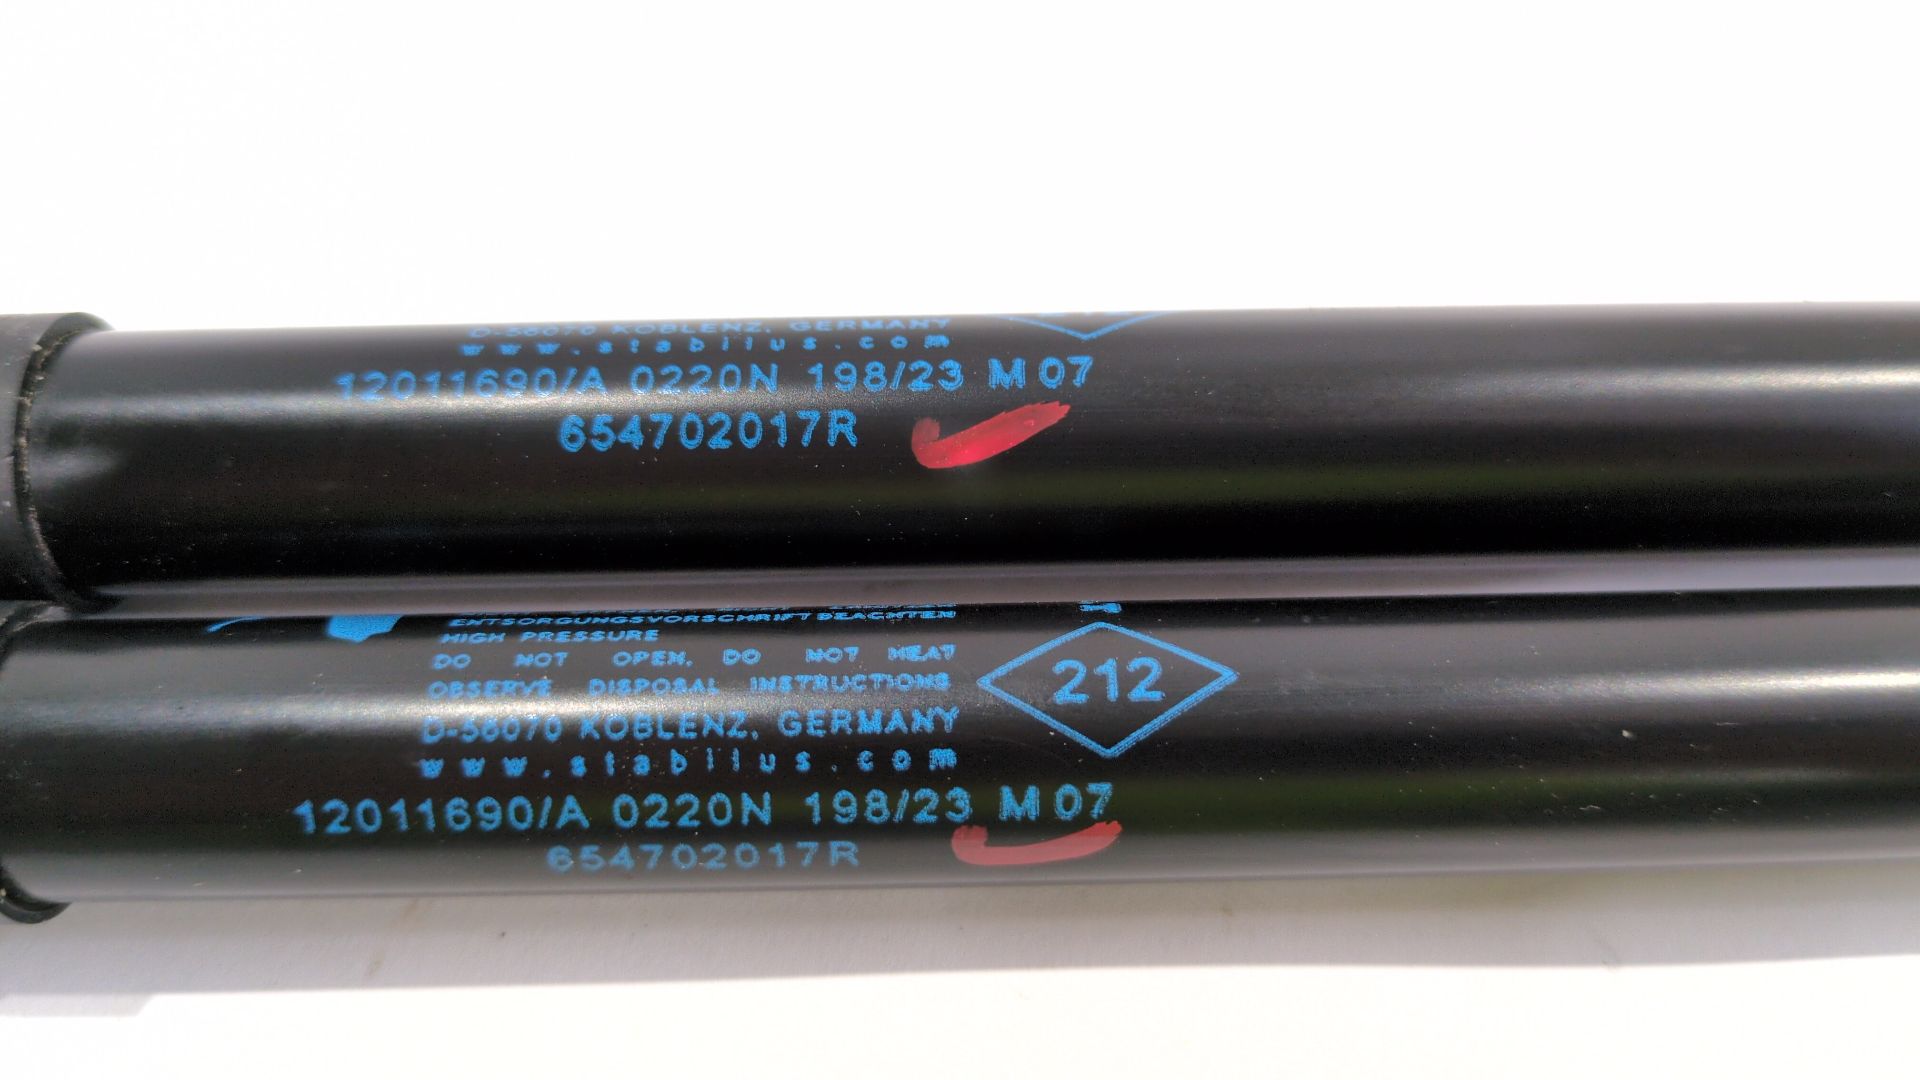 D-56070 KOBLENZ, GERMANY
www.stabilus.com
12011690/A 0220N 198/23 M 07
654702017R
ENTSORGUNGSVORSCHRIFT BEACHTEN
HIGH PRESSURE
DO NOT OPEN, DO NOT HEAT
OBSERVE DISPOSAL INSTRUCTIONS
212
D-56070 KOBLENZ, GERMANY
www.stabilus.com
12011690/A 0220N 198/23 M 07
654702017R